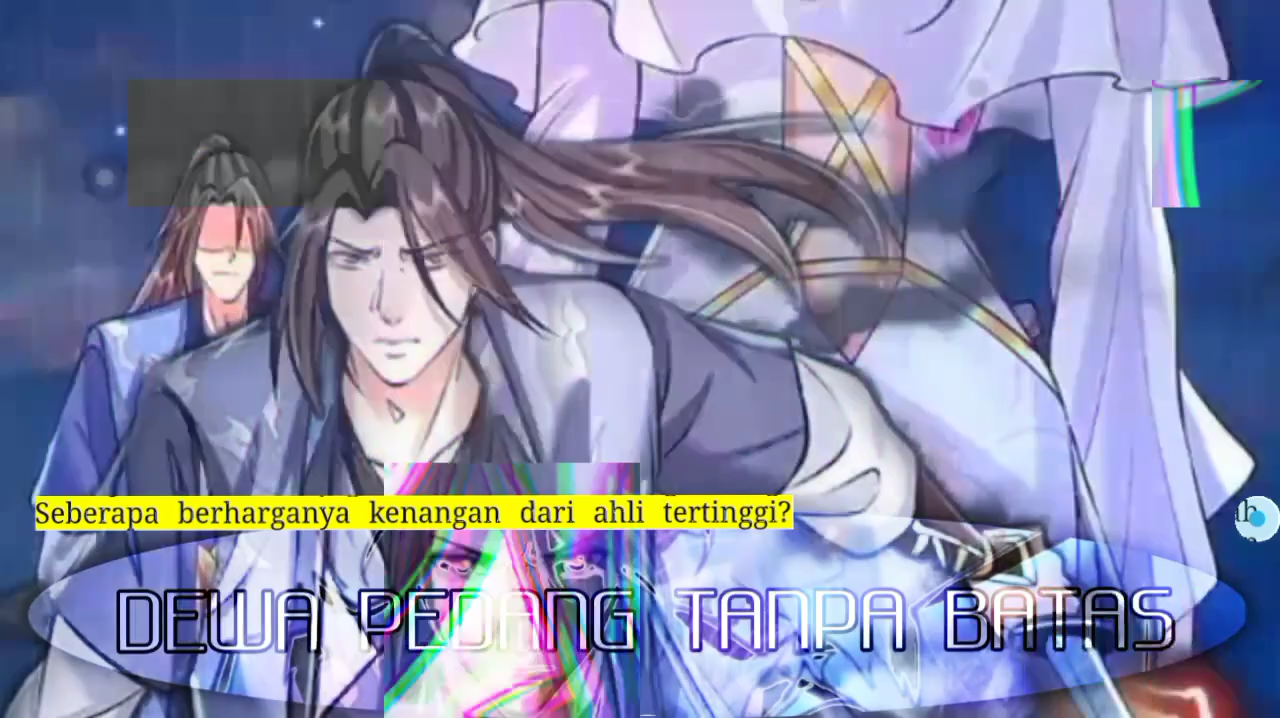 Seberapa berharganya kenangan dari ahli tertinggi?
DEWA PEDANG TANPA BATAS